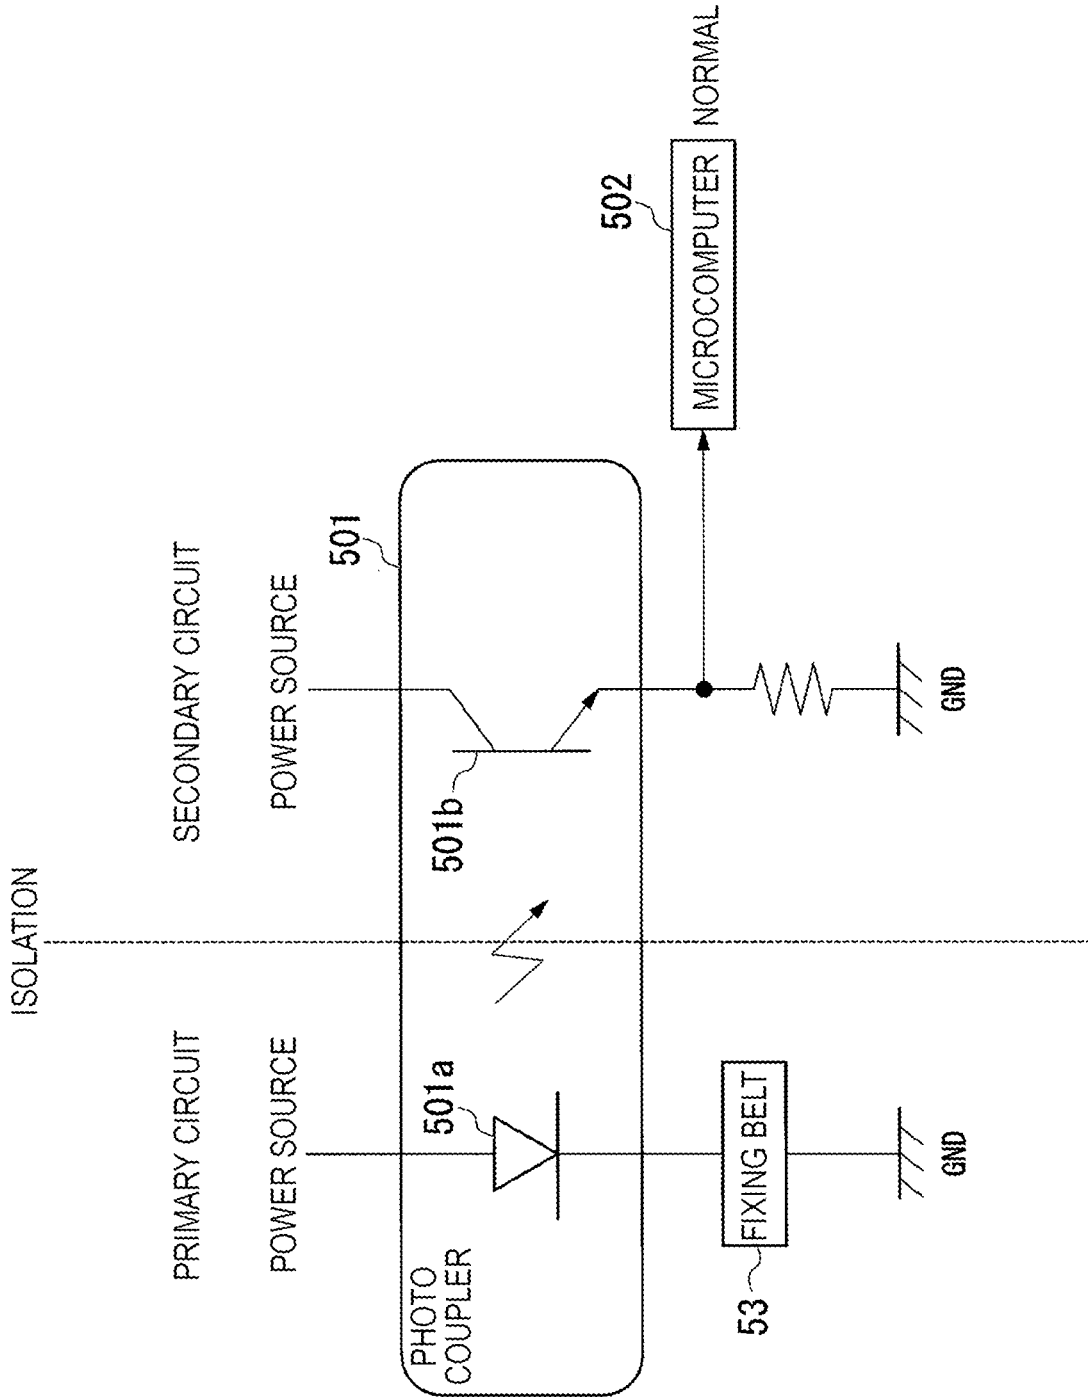 ISOLATION
PRIMARY CIRCUIT
SECONDARY CIRCUIT
POWER SOURCE
POWER SOURCE
PHOTO
COUPLER
501
501a
501b
53
FIXING BELT
GND
GND
502
MICROCOMPUTER
NORMAL